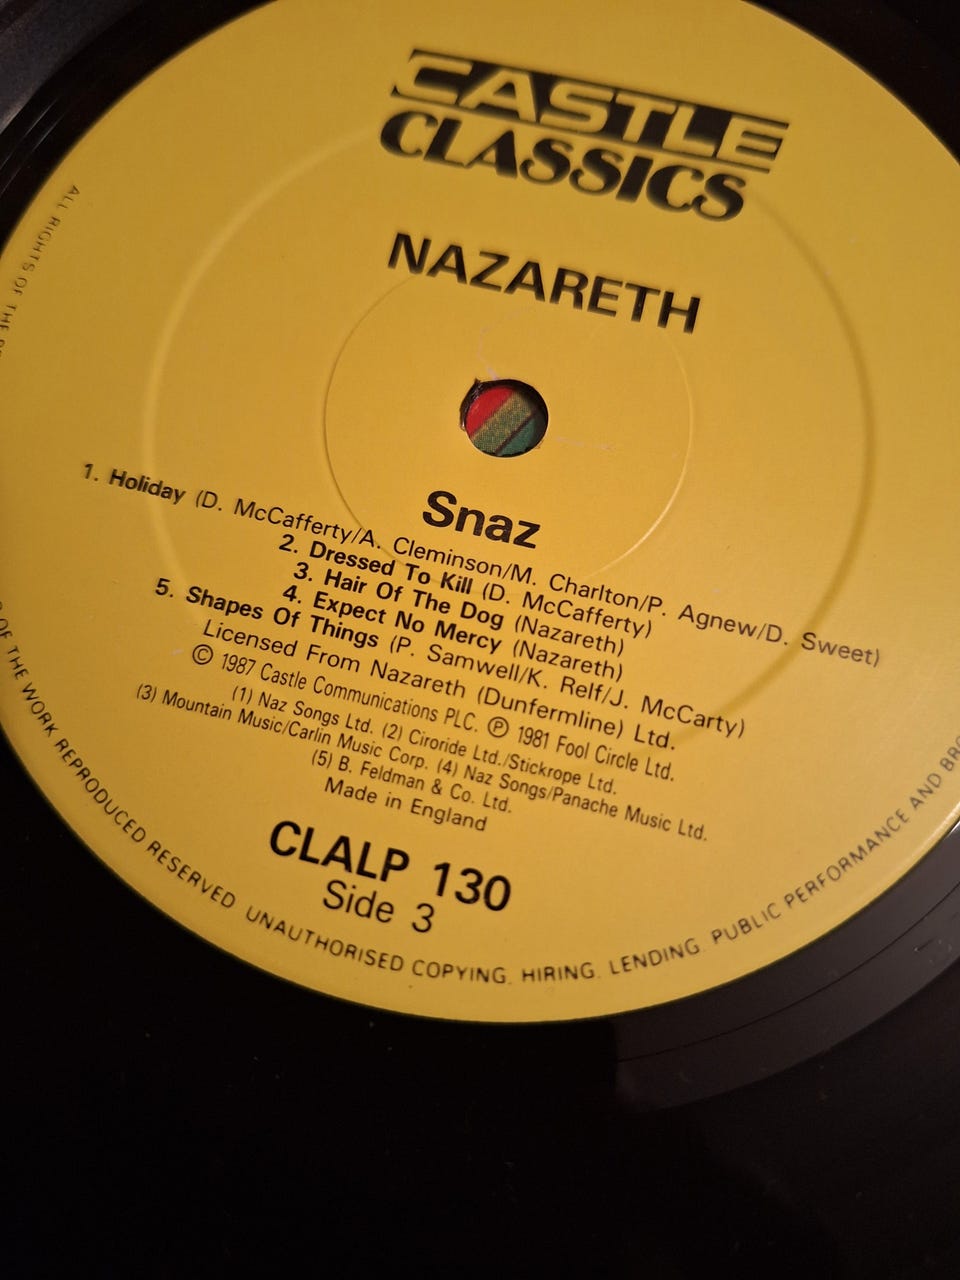 CASTLE
CLASSICS
NAZARETH
Snaz
1. Holiday (D. McCafferty/A. Cleminson/M. Charlton/P. Agnew/D. Sweet)
2. Dressed To Kill (D. McCafferty)
3. Hair Of The Dog (Nazareth)
4. Expect No Mercy (Nazareth)
5. Shapes Of Things (P. Samwell/K. Relf/J. McCarty)
Licensed From Nazareth (Dunfermline) Ltd.
© 1987 Castle Communications PLC. ℗ 1981 Fool Circle Ltd.
(1) Naz Songs Ltd. (2) Ciroride Ltd./Stickrope Ltd.
(3) Mountain Music/Carlin Music Corp. (4) Naz Songs/Panache Music Ltd.
(5) B. Feldman & Co. Ltd.
Made in England
CLALP 130
Side 3
ALL RIGHTS OF THE
OF THE WORK REPRODUCED RESERVED UNAUTHORISED COPYING. HIRING. LENDING. PUBLIC PERFORMANCE AND